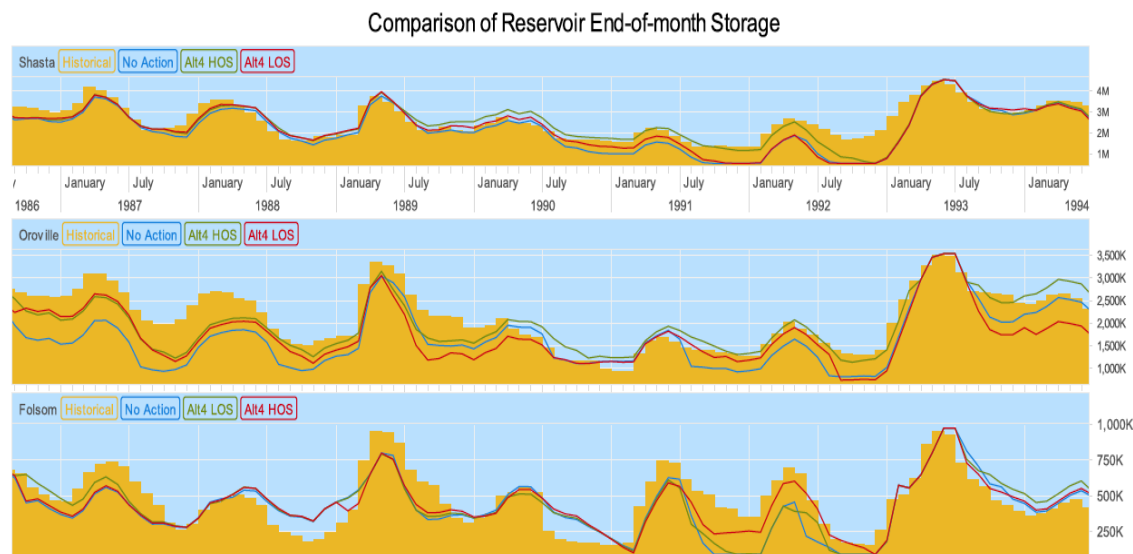 Comparison of Reservoir End-of-month Storage
Shasta Historical No Action Alt4 HOS Alt4 LOS
4M
3M
2M
1M
y January July January July January July January July January July January July January July January
1986 1987 1988 1989 1990 1991 1992 1993 1994
Oroville Historical No Action Alt4 HOS Alt4 LOS
3,500K
3,000K
2,500K
2,000K
1,500K
1,000K
Folsom Historical No Action Alt4 LOS Alt4 HOS
1,000K
750K
500K
250K